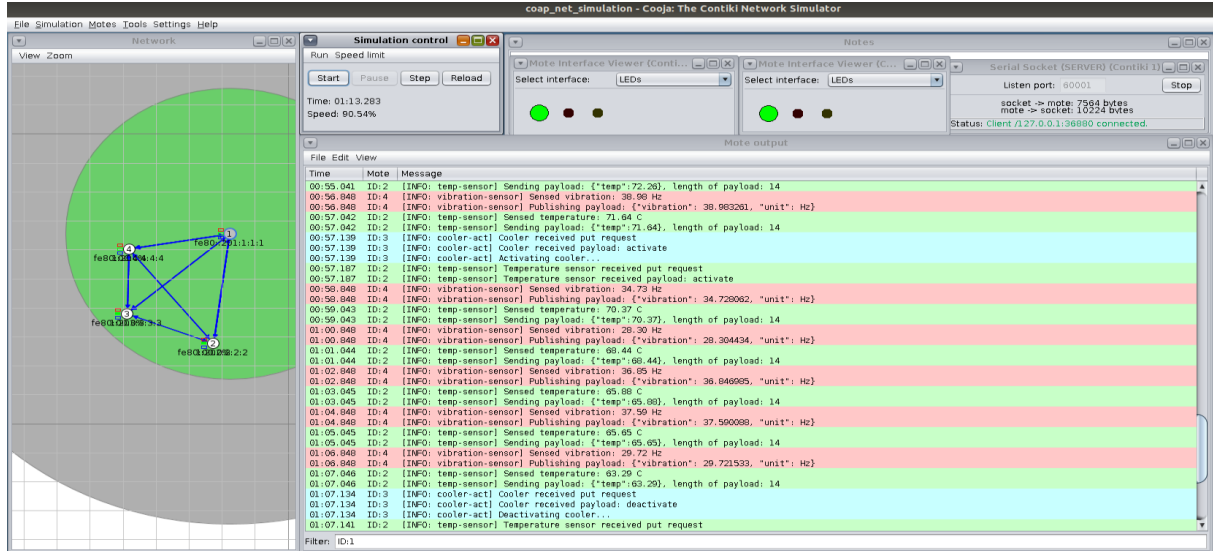 coap_net_simulation - Cooja: The Contiki Network Simulator
File Simulation Motes Tools Settings Help
Network
View Zoom
1
4
3
2
Simulation control
Run Speed limit
Start Pause Step Reload
Time: 01:13.283
Speed: 90.54%
Notes
Mote Interface Viewer (Conti...
Select interface: LEDs
Mote Interface Viewer (C...
Select interface: LEDs
Serial Socket (SERVER) (Contiki 1)
Listen port: 60001 Stop
socket -> mote: 7564 bytes
mote -> socket: 10224 bytes
Status: Client /127.0.0.1:36880 connected.
Mote output
File Edit View
Time Mote Message
00:55.041 ID:2 [INFO: temp-sensor] Sending payload: {"temp":72.26}, length of payload: 14
00:56.848 ID:4 [INFO: vibration-sensor] Sensed vibration: 38.98 Hz
00:56.848 ID:4 [INFO: vibration-sensor] Publishing payload: {"vibration": 38.983261, "unit": Hz}
00:57.042 ID:2 [INFO: temp-sensor] Sensed temperature: 71.64 C
00:57.042 ID:2 [INFO: temp-sensor] Sending payload: {"temp":71.64}, length of payload: 14
00:57.139 ID:3 [INFO: cooler-act] Cooler received put request
00:57.139 ID:3 [INFO: cooler-act] Cooler received payload: activate
00:57.139 ID:3 [INFO: cooler-act] Activating cooler...
00:57.187 ID:2 [INFO: temp-sensor] Temperature sensor received put request
00:57.187 ID:2 [INFO: temp-sensor] Temperature sensor received payload: activate
00:58.848 ID:4 [INFO: vibration-sensor] Sensed vibration: 34.73 Hz
00:58.848 ID:4 [INFO: vibration-sensor] Publishing payload: {"vibration": 34.728062, "unit": Hz}
00:59.043 ID:2 [INFO: temp-sensor] Sensed temperature: 70.37 C
00:59.043 ID:2 [INFO: temp-sensor] Sending payload: {"temp":70.37}, length of payload: 14
01:00.848 ID:4 [INFO: vibration-sensor] Sensed vibration: 28.30 Hz
01:00.848 ID:4 [INFO: vibration-sensor] Publishing payload: {"vibration": 28.304434, "unit": Hz}
01:01.044 ID:2 [INFO: temp-sensor] Sensed temperature: 68.44 C
01:01.044 ID:2 [INFO: temp-sensor] Sending payload: {"temp":68.44}, length of payload: 14
01:02.848 ID:4 [INFO: vibration-sensor] Sensed vibration: 36.85 Hz
01:02.848 ID:4 [INFO: vibration-sensor] Publishing payload: {"vibration": 36.846985, "unit": Hz}
01:03.045 ID:2 [INFO: temp-sensor] Sensed temperature: 65.88 C
01:03.045 ID:2 [INFO: temp-sensor] Sending payload: {"temp":65.88}, length of payload: 14
01:04.848 ID:4 [INFO: vibration-sensor] Sensed vibration: 37.59 Hz
01:04.848 ID:4 [INFO: vibration-sensor] Publishing payload: {"vibration": 37.590088, "unit": Hz}
01:05.045 ID:2 [INFO: temp-sensor] Sensed temperature: 65.65 C
01:05.045 ID:2 [INFO: temp-sensor] Sending payload: {"temp":65.65}, length of payload: 14
01:06.848 ID:4 [INFO: vibration-sensor] Sensed vibration: 29.72 Hz
01:06.848 ID:4 [INFO: vibration-sensor] Publishing payload: {"vibration": 29.721533, "unit": Hz}
01:07.046 ID:2 [INFO: temp-sensor] Sensed temperature: 63.29 C
01:07.046 ID:2 [INFO: temp-sensor] Sending payload: {"temp":63.29}, length of payload: 14
01:07.134 ID:3 [INFO: cooler-act] Cooler received put request
01:07.134 ID:3 [INFO: cooler-act] Cooler received payload: deactivate
01:07.134 ID:3 [INFO: cooler-act] Deactivating cooler...
01:07.141 ID:2 [INFO: temp-sensor] Temperature sensor received put request
Filter: ID:1